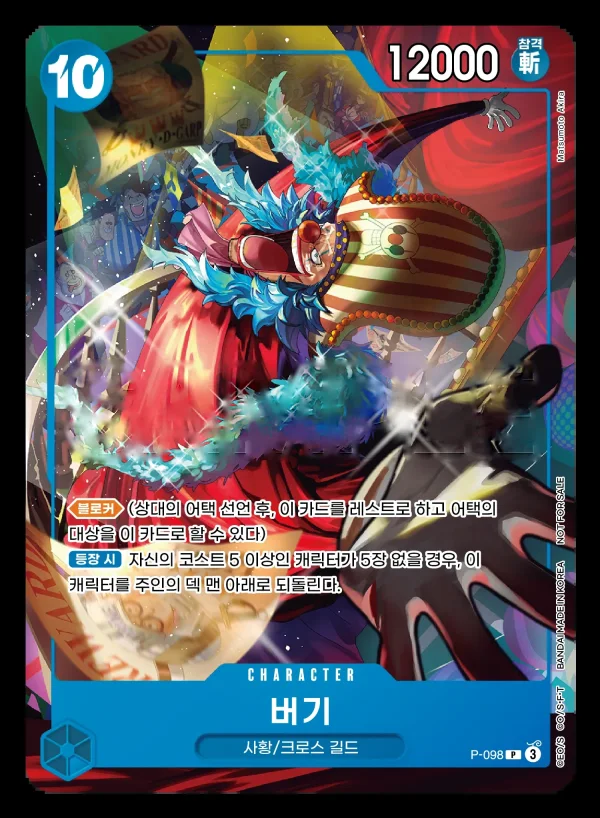 10
12000
참격
斬
Matsumoto Akira
블로커 (상대의 어택 선언 후, 이 카드를 레스트로 하고 어택의
대상을 이 카드로 할 수 있다)
등장 시 자신의 코스트 5 이상인 캐릭터가 5장 없을 경우, 이
캐릭터를 주인의 덱 맨 아래로 되돌린다.
CHARACTER
버기
사황/크로스 길드
P-098 P 3
©EO/S ©O/S·F·T BANDAI MADE IN KOREA NOT FOR SALE